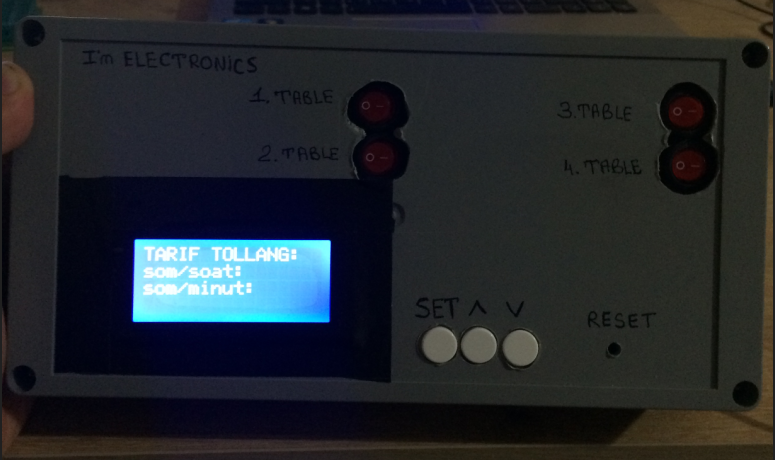 I'm ELECTRONiCS
1. TABLE
2. TABLE
3. TABLE
4. TABLE
TARIF TOLLANG:
som/soat:
som/minut:
SET ʌ v
RESET